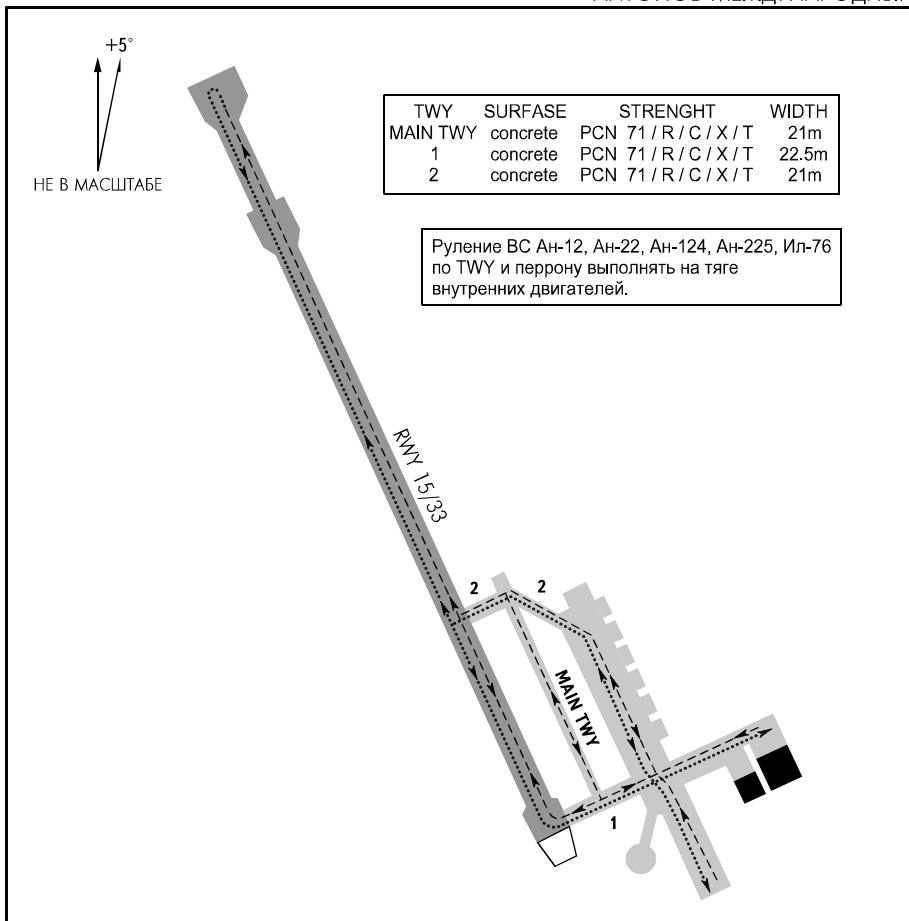 +5°
НЕ В МАСШТАБЕ
TWY SURFASE STRENGHT WIDTH
MAIN TWY concrete PCN 71 / R / C / X / T 21m
1 concrete PCN 71 / R / C / X / T 22.5m
2 concrete PCN 71 / R / C / X / T 21m
Руление ВС Ан-12, Ан-22, Ан-124, Ан-225, Ил-76
по TWY и перрону выполнять на тяге
внутренних двигателей.
RWY 15/33
2 2
MAIN TWY
1